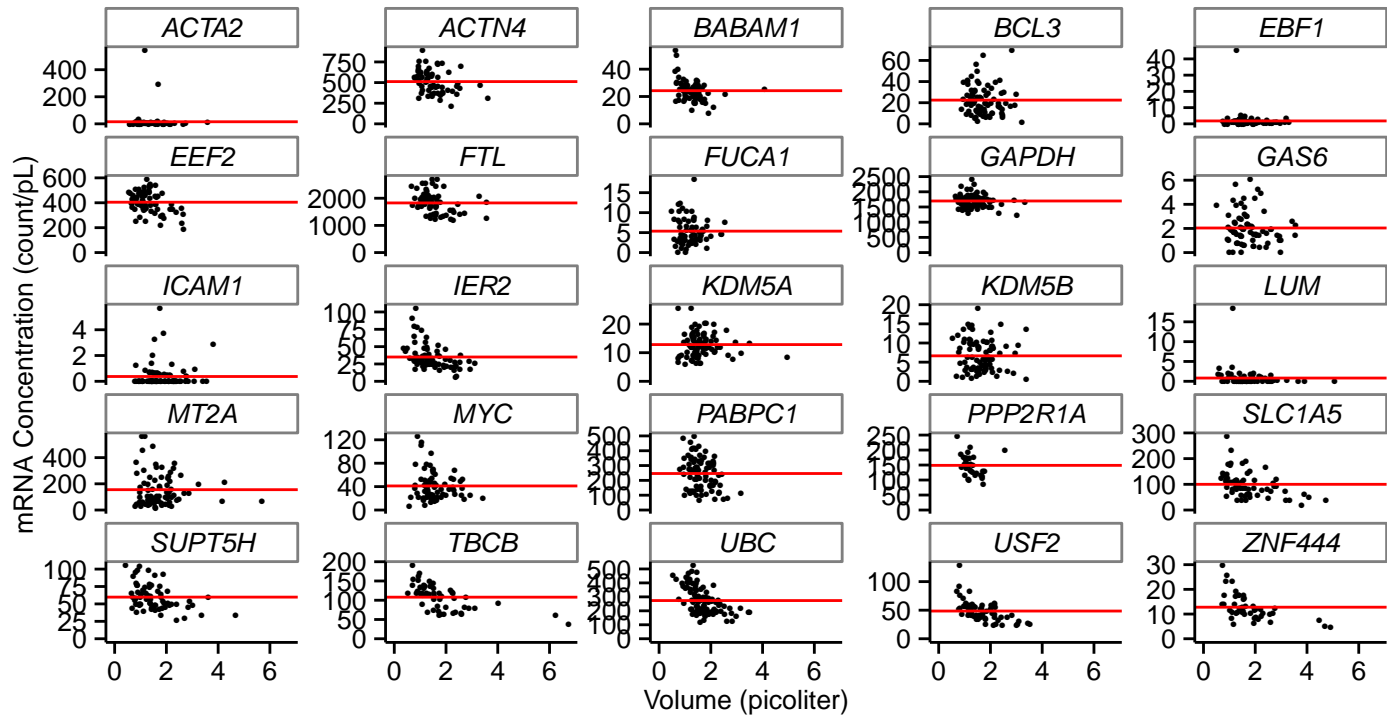 ACTA2 ACTN4 BABAM1 BCL3 EBF1
400 200 0
750 500 250 0
40 20 0
60 40 20 0
40 30 20 10 0
EEF2 FTL FUCA1 GAPDH GAS6
600 400 200 0
2000 1000 0
15 10 5 0
2500 2000 1500 1000 500 0
6 4 2 0
ICAM1 IER2 KDM5A KDM5B LUM
4 2 0
100 75 50 25 0
20 10 0
20 15 10 5 0
15 10 5 0
MT2A MYC PABPC1 PPP2R1A SLC1A5
400 200 0
120 80 40 0
500 400 300 200 100 0
250 200 150 100 50 0
300 200 100 0
SUPT5H TBCB UBC USF2 ZNF444
100 75 50 25 0
200 150 100 50 0
500 400 300 200 100 0
100 50 0
30 20 10 0
0 2 4 6 0 2 4 6 0 2 4 6 0 2 4 6 0 2 4 6
Volume (picoliter)
mRNA Concentration (count/pL)